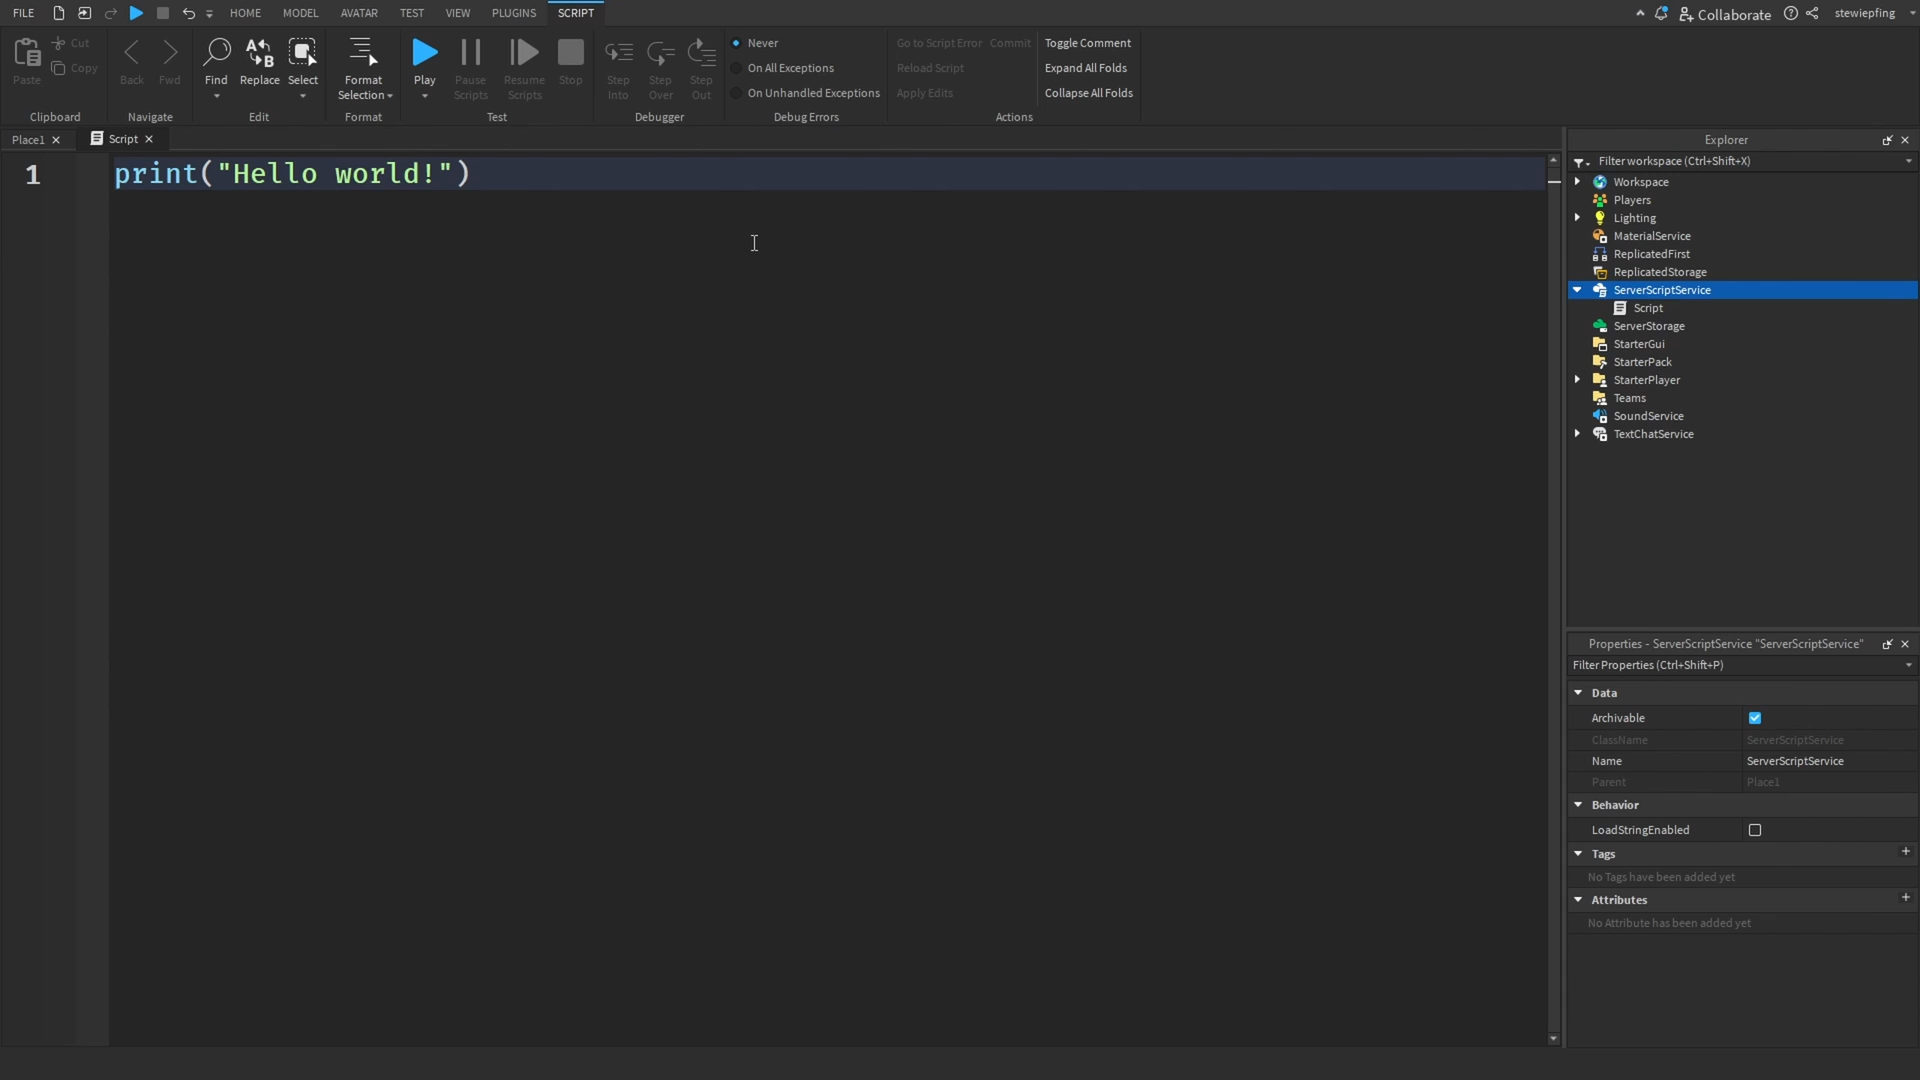 FILE HOME MODEL AVATAR TEST VIEW PLUGINS SCRIPT Collaborate stewiepfing
Paste Cut Copy
Clipboard
Back Fwd
Navigate
Find Replace Select
Edit
Format Selection
Format
Play Pause Scripts Resume Scripts Stop
Test
Step Into Step Over Step Out
Debugger
Never
On All Exceptions
On Unhandled Exceptions
Debug Errors
Go to Script Error Commit Toggle Comment
Reload Script Expand All Folds
Apply Edits Collapse All Folds
Actions
Place1 Script
1 print("Hello world!")
Explorer
Filter workspace (Ctrl+Shift+X)
Workspace
Players
Lighting
MaterialService
ReplicatedFirst
ReplicatedStorage
ServerScriptService
Script
ServerStorage
StarterGui
StarterPack
StarterPlayer
Teams
SoundService
TextChatService
Properties - ServerScriptService "ServerScriptService"
Filter Properties (Ctrl+Shift+P)
Data
Archivable
ClassName ServerScriptService
Name ServerScriptService
Parent Place1
Behavior
LoadStringEnabled
Tags +
No Tags have been added yet
Attributes +
No Attribute has been added yet